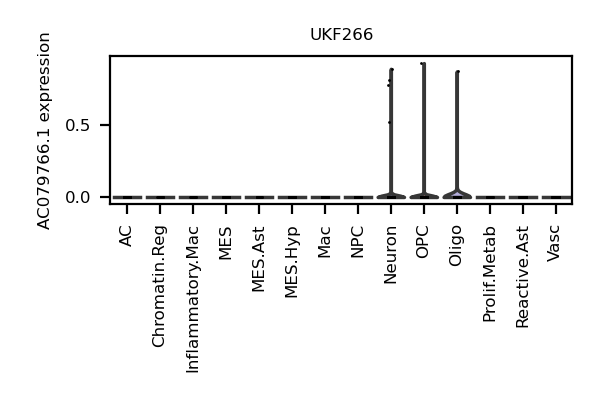 UKF266
AC079766.1 expression
0.5
0.0
AC
Chromatin.Reg
Inflammatory.Mac
MES
MES.Ast
MES.Hyp
Mac
NPC
Neuron
OPC
Oligo
Prolif.Metab
Reactive.Ast
Vasc